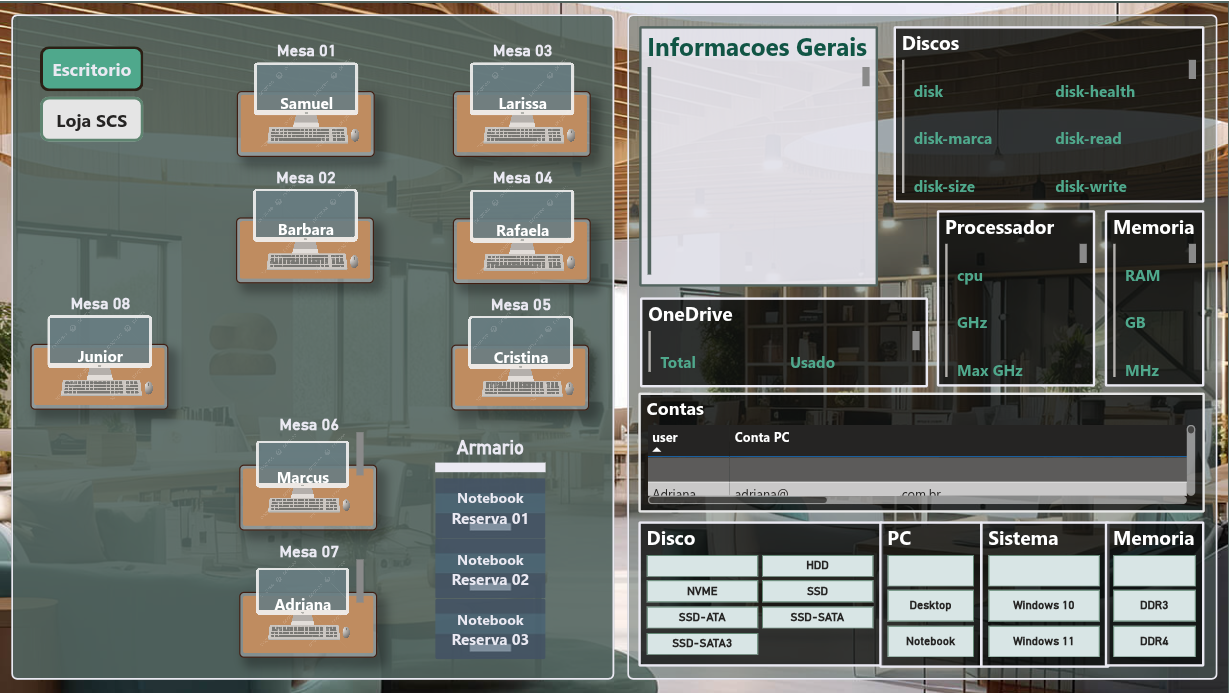 Escritorio
Loja SCS
Mesa 01
Samuel
Mesa 03
Larissa
Mesa 02
Barbara
Mesa 04
Rafaela
Mesa 08
Junior
Mesa 05
Cristina
Mesa 06
Marcus
Mesa 07
Adriana
Armario
Notebook
Reserva 01
Notebook
Reserva 02
Notebook
Reserva 03
Informacoes Gerais
Discos
disk disk-health
disk-marca disk-read
disk-size disk-write
Processador
cpu
GHz
Max GHz
Memoria
RAM
GB
MHz
OneDrive
Total Usado
Contas
user Conta PC
Adriana adriana@ com.br
Disco
HDD
NVME SSD
SSD-ATA SSD-SATA
SSD-SATA3
PC
Desktop
Notebook
Sistema
Windows 10
Windows 11
Memoria
DDR3
DDR4